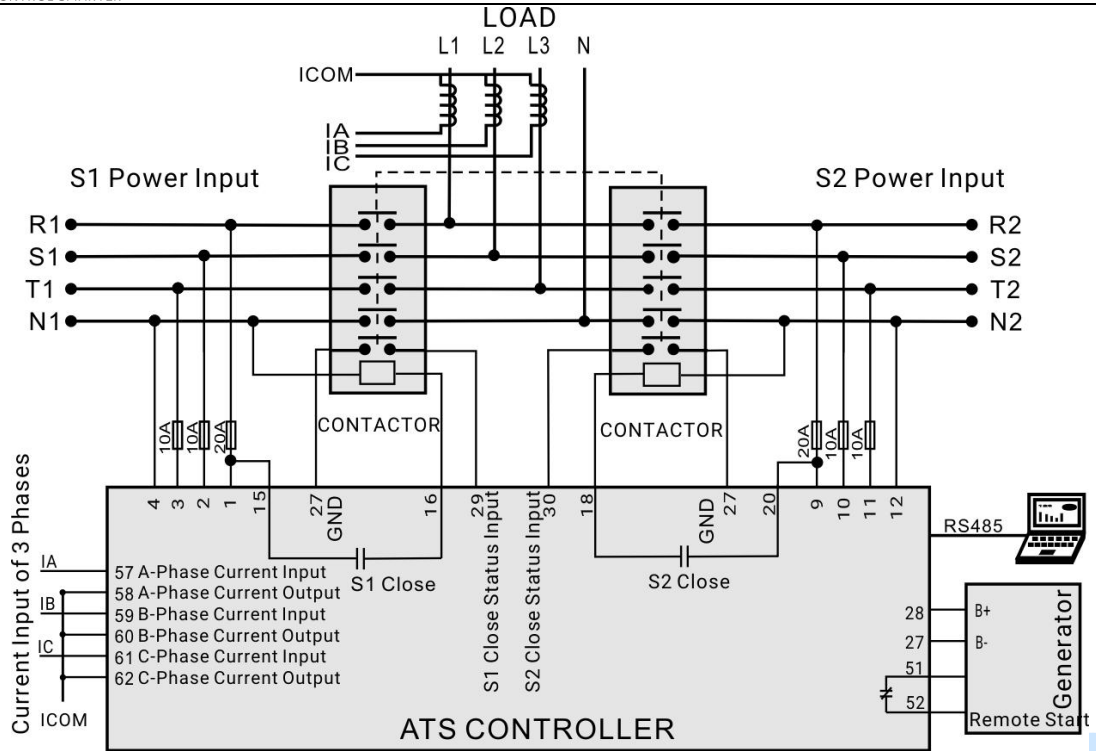 LOAD
L1 L2 L3 N
ICOM
IA
IB
IC
S1 Power Input
S2 Power Input
R1
R2
S1
S2
T1
T2
N1
N2
CONTACTOR
CONTACTOR
10A 10A 20A
20A 10A 10A
4 3 2 1 15 27 GND 16 29 S1 Close Status Input 30 S2 Close Status Input 18 GND 27 20 9 10 11 12
S1 Close
S2 Close
RS485
Current Input of 3 Phases
IA
57 A-Phase Current Input
58 A-Phase Current Output
IB
59 B-Phase Current Input
60 B-Phase Current Output
IC
61 C-Phase Current Input
62 C-Phase Current Output
ICOM
28 B+
27 B-
51
52
Generator
Remote Start
ATS CONTROLLER